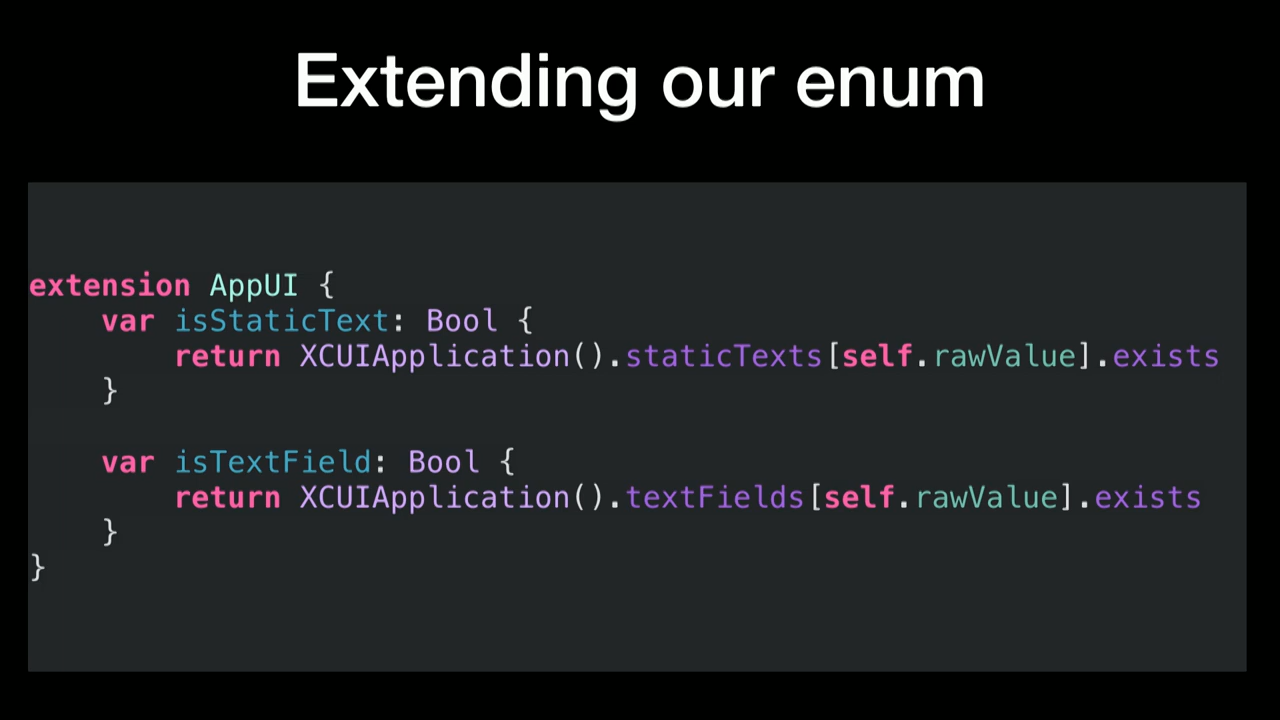 Extending our enum
extension AppUI {
    var isStaticText: Bool {
        return XCUIApplication().staticTexts[self.rawValue].exists
    }
    var isTextField: Bool {
        return XCUIApplication().textFields[self.rawValue].exists
    }
}